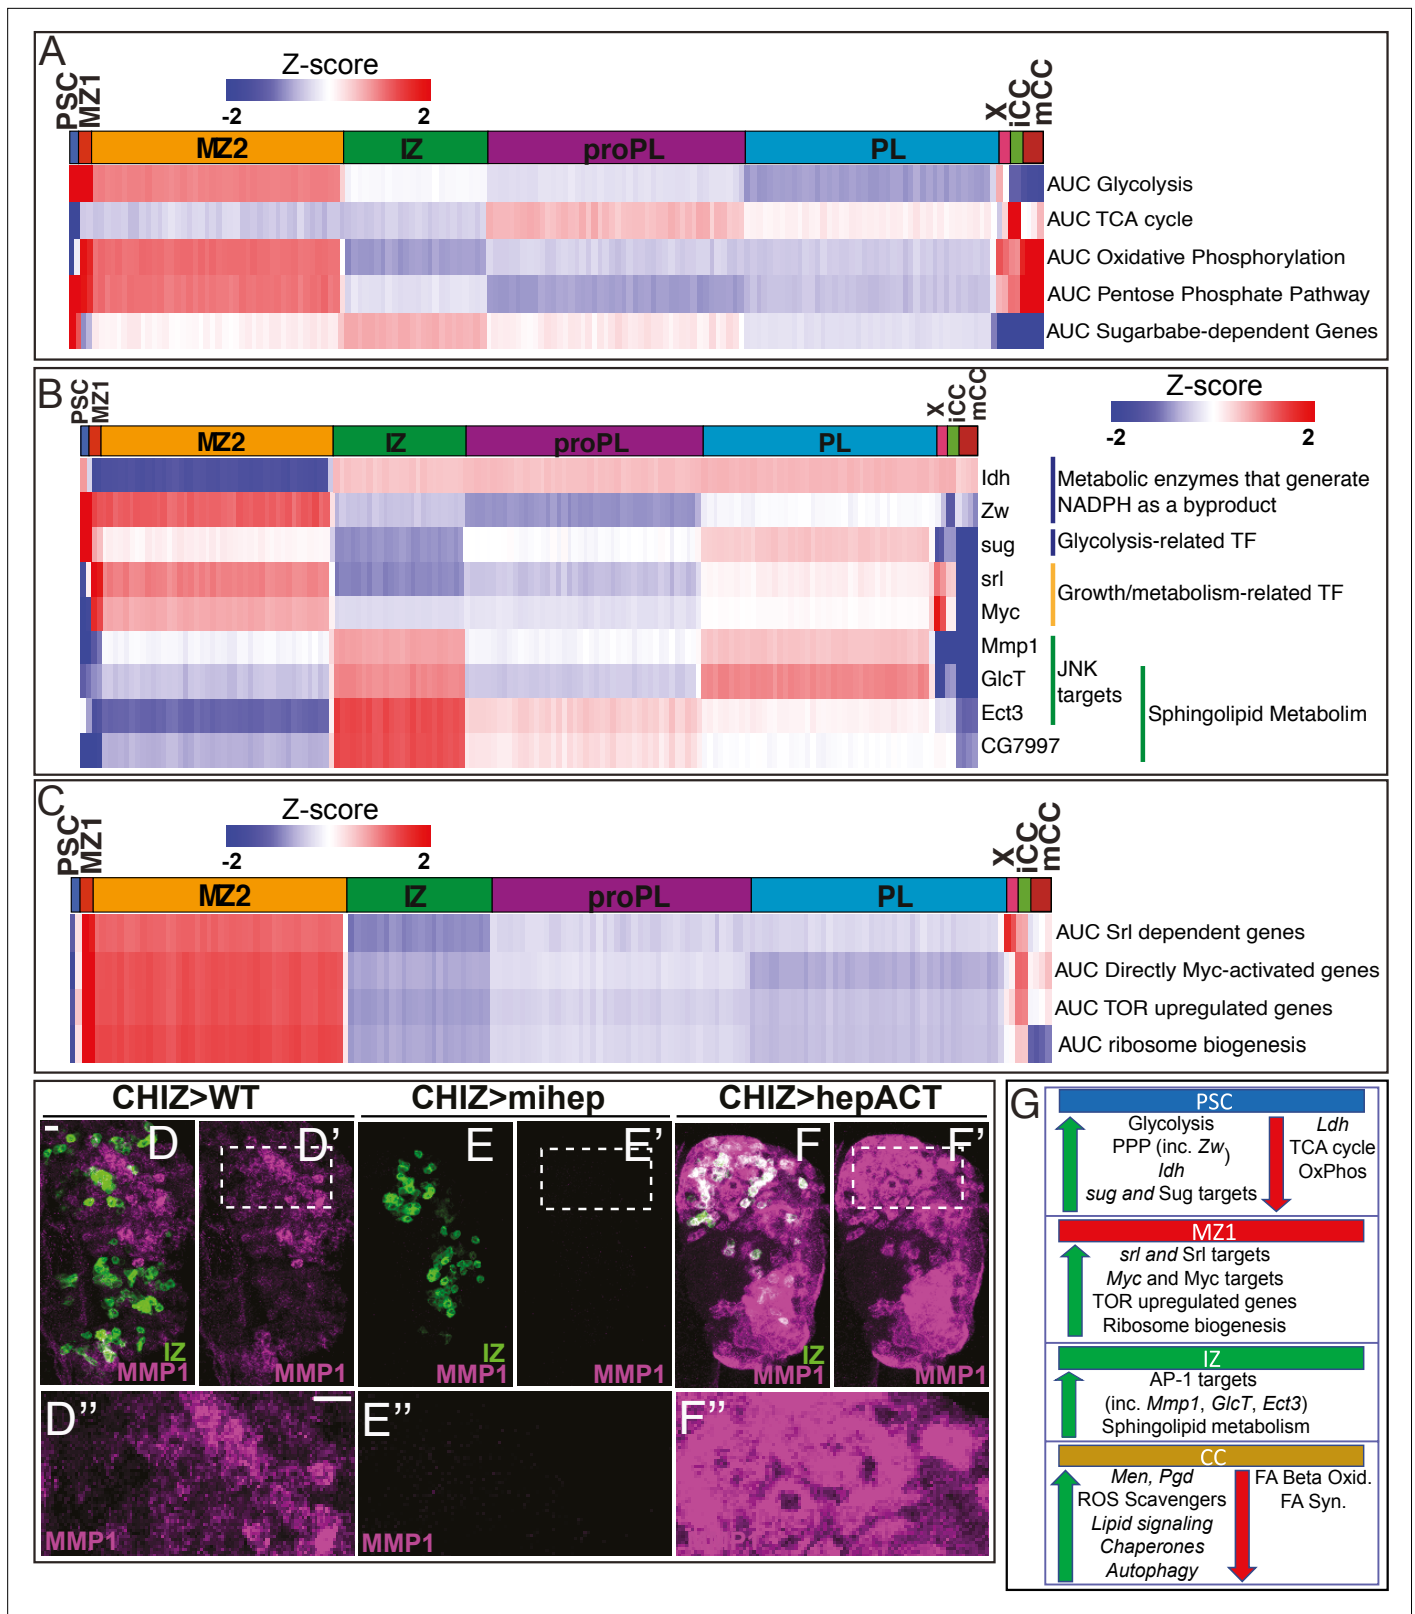 A
Z-score
-2 2
PSC
MZ1
MZ2 IZ proPL PL
X
iCC
mCC
AUC Glycolysis
AUC TCA cycle
AUC Oxidative Phosphorylation
AUC Pentose Phosphate Pathway
AUC Sugarbabe-dependent Genes
B
PSC
MZ1
MZ2 IZ proPL PL
X
iCC
mCC
Z-score
-2 2
Idh
Zw
sug
srl
Myc
Mmp1
GlcT
Ect3
CG7997
Metabolic enzymes that generate
NADPH as a byproduct
Glycolysis-related TF
Growth/metabolism-related TF
JNK
targets
Sphingolipid Metabolim
C
Z-score
-2 2
PSC
MZ1
MZ2 IZ proPL PL
X
iCC
mCC
AUC Srl dependent genes
AUC Directly Myc-activated genes
AUC TOR upregulated genes
AUC ribosome biogenesis
CHIZ>WT CHIZ>mihep CHIZ>hepACT
D D' E E' F F'
IZ
MMP1
MMP1
IZ
MMP1
MMP1
IZ
MMP1
MMP1
D'' E'' F''
MMP1 MMP1 P1
G
PSC
Glycolysis
PPP (inc. Zw)
Idh
sug and Sug targets
Ldh
TCA cycle
OxPhos
MZ1
srl and Srl targets
Myc and Myc targets
TOR upregulated genes
Ribosome biogenesis
IZ
AP-1 targets
(inc. Mmp1, GlcT, Ect3)
Sphingolipid metabolism
CC
Men, Pgd
ROS Scavengers
Lipid signaling
Chaperones
Autophagy
FA Beta Oxid.
FA Syn.